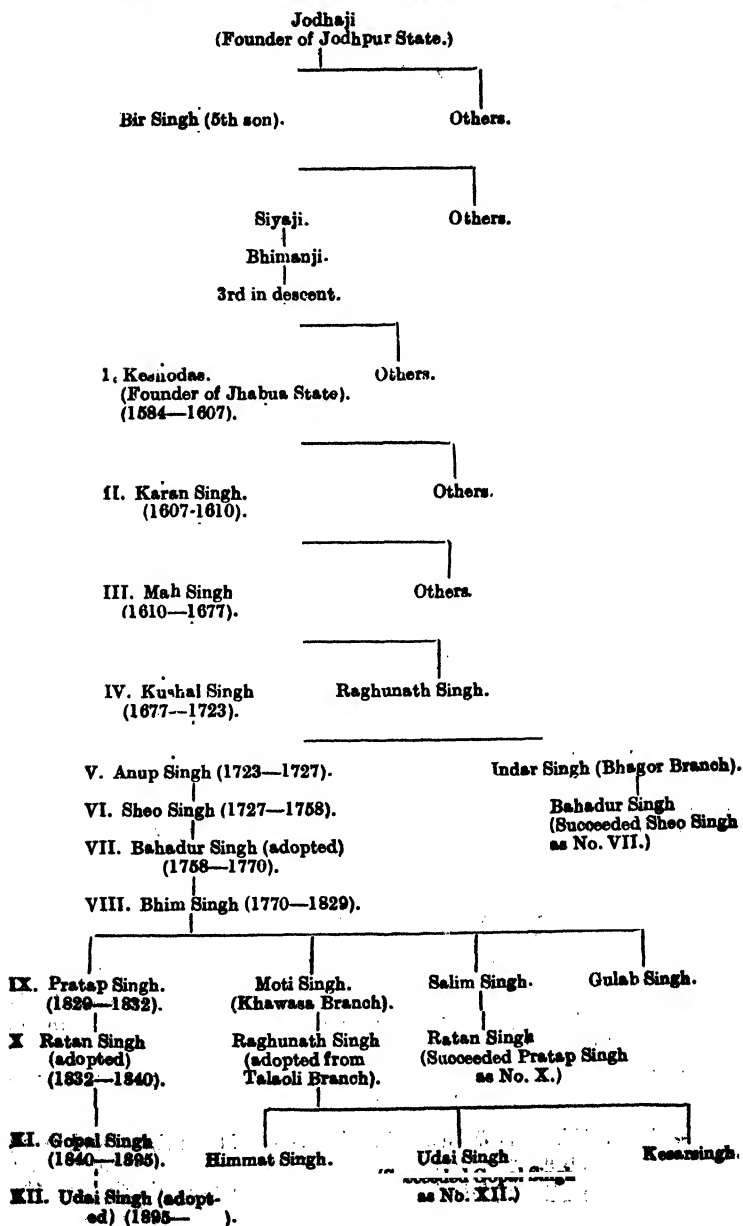 Jodhaji
(Founder of Jodhpur State.)
Bir Singh (5th son).
Others.
Siyaji.
Others.
Bhimanji.
3rd in descent.
I. Keshodas.
(Founder of Jhabua State).
(1584—1607).
Others.
II. Karan Singh.
(1607-1610).
Others.
III. Mah Singh
(1610—1677).
Others.
IV. Kushal Singh
(1677—1723).
Raghunath Singh.
V. Anup Singh (1723—1727).
Indar Singh (Bhagor Branch).
VI. Sheo Singh (1727—1758).
Bahadur Singh
(Succeeded Sheo Singh
as No. VII.)
VII. Bahadur Singh (adopted)
(1758—1770).
VIII. Bhim Singh (1770—1829).
IX. Pratap Singh.
(1829—1832).
Moti Singh.
(Khawasa Branch).
Salim Singh.
Gulab Singh.
X Ratan Singh
(adopted)
(1832—1840).
Raghunath Singh
(adopted from
Talaoli Branch).
Ratan Singh
(Succeeded Pratap Singh
as No. X.)
XI. Gopal Singh
(1840—1895).
Himmat Singh.
Udai Singh
(Succeeded Gopal Singh
as No. XII.)
Kesarsingh.
XII. Udai Singh (adopt-
ed) (1895— ).